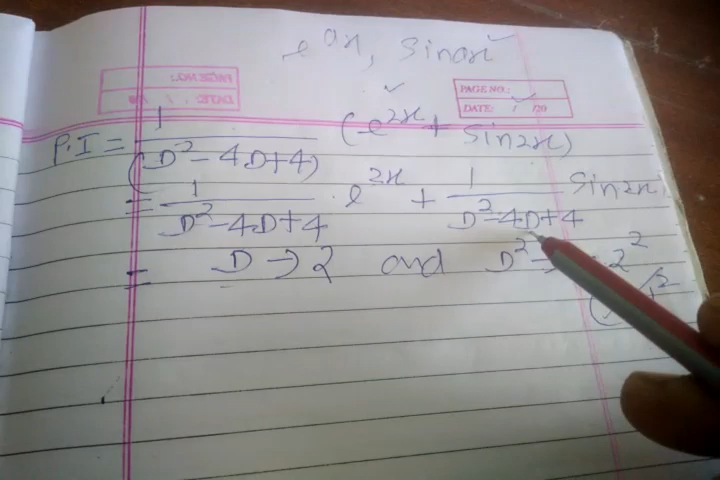 e^ax, Sinax
PAGE NO.:
DATE: / /20
P.I = 1/(D² - 4D + 4) (e^2x + Sin2x)
= 1/D² - 4D + 4 e^2x + 1/D² - 4D + 4 Sin2x
= D → 2 and D² → 2²